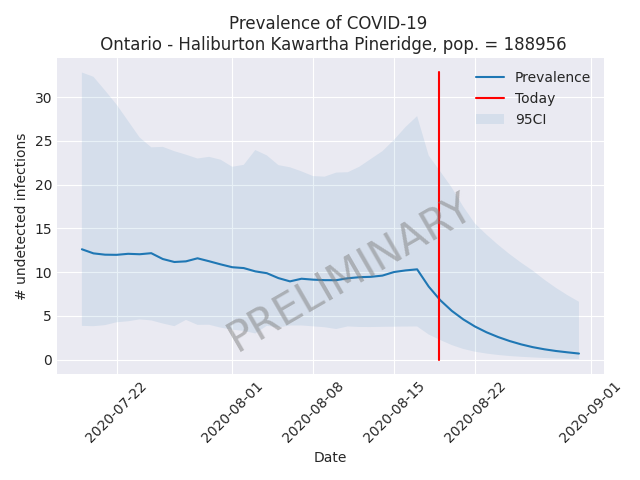 Prevalence of COVID-19
Ontario - Haliburton Kawartha Pineridge, pop. = 188956
# undetected infections
30
25
20
15
10
5
0
Prevalence
Today
95CI
PRELIMINARY
2020-07-22
2020-08-01
2020-08-08
2020-08-15
2020-08-22
2020-09-01
Date